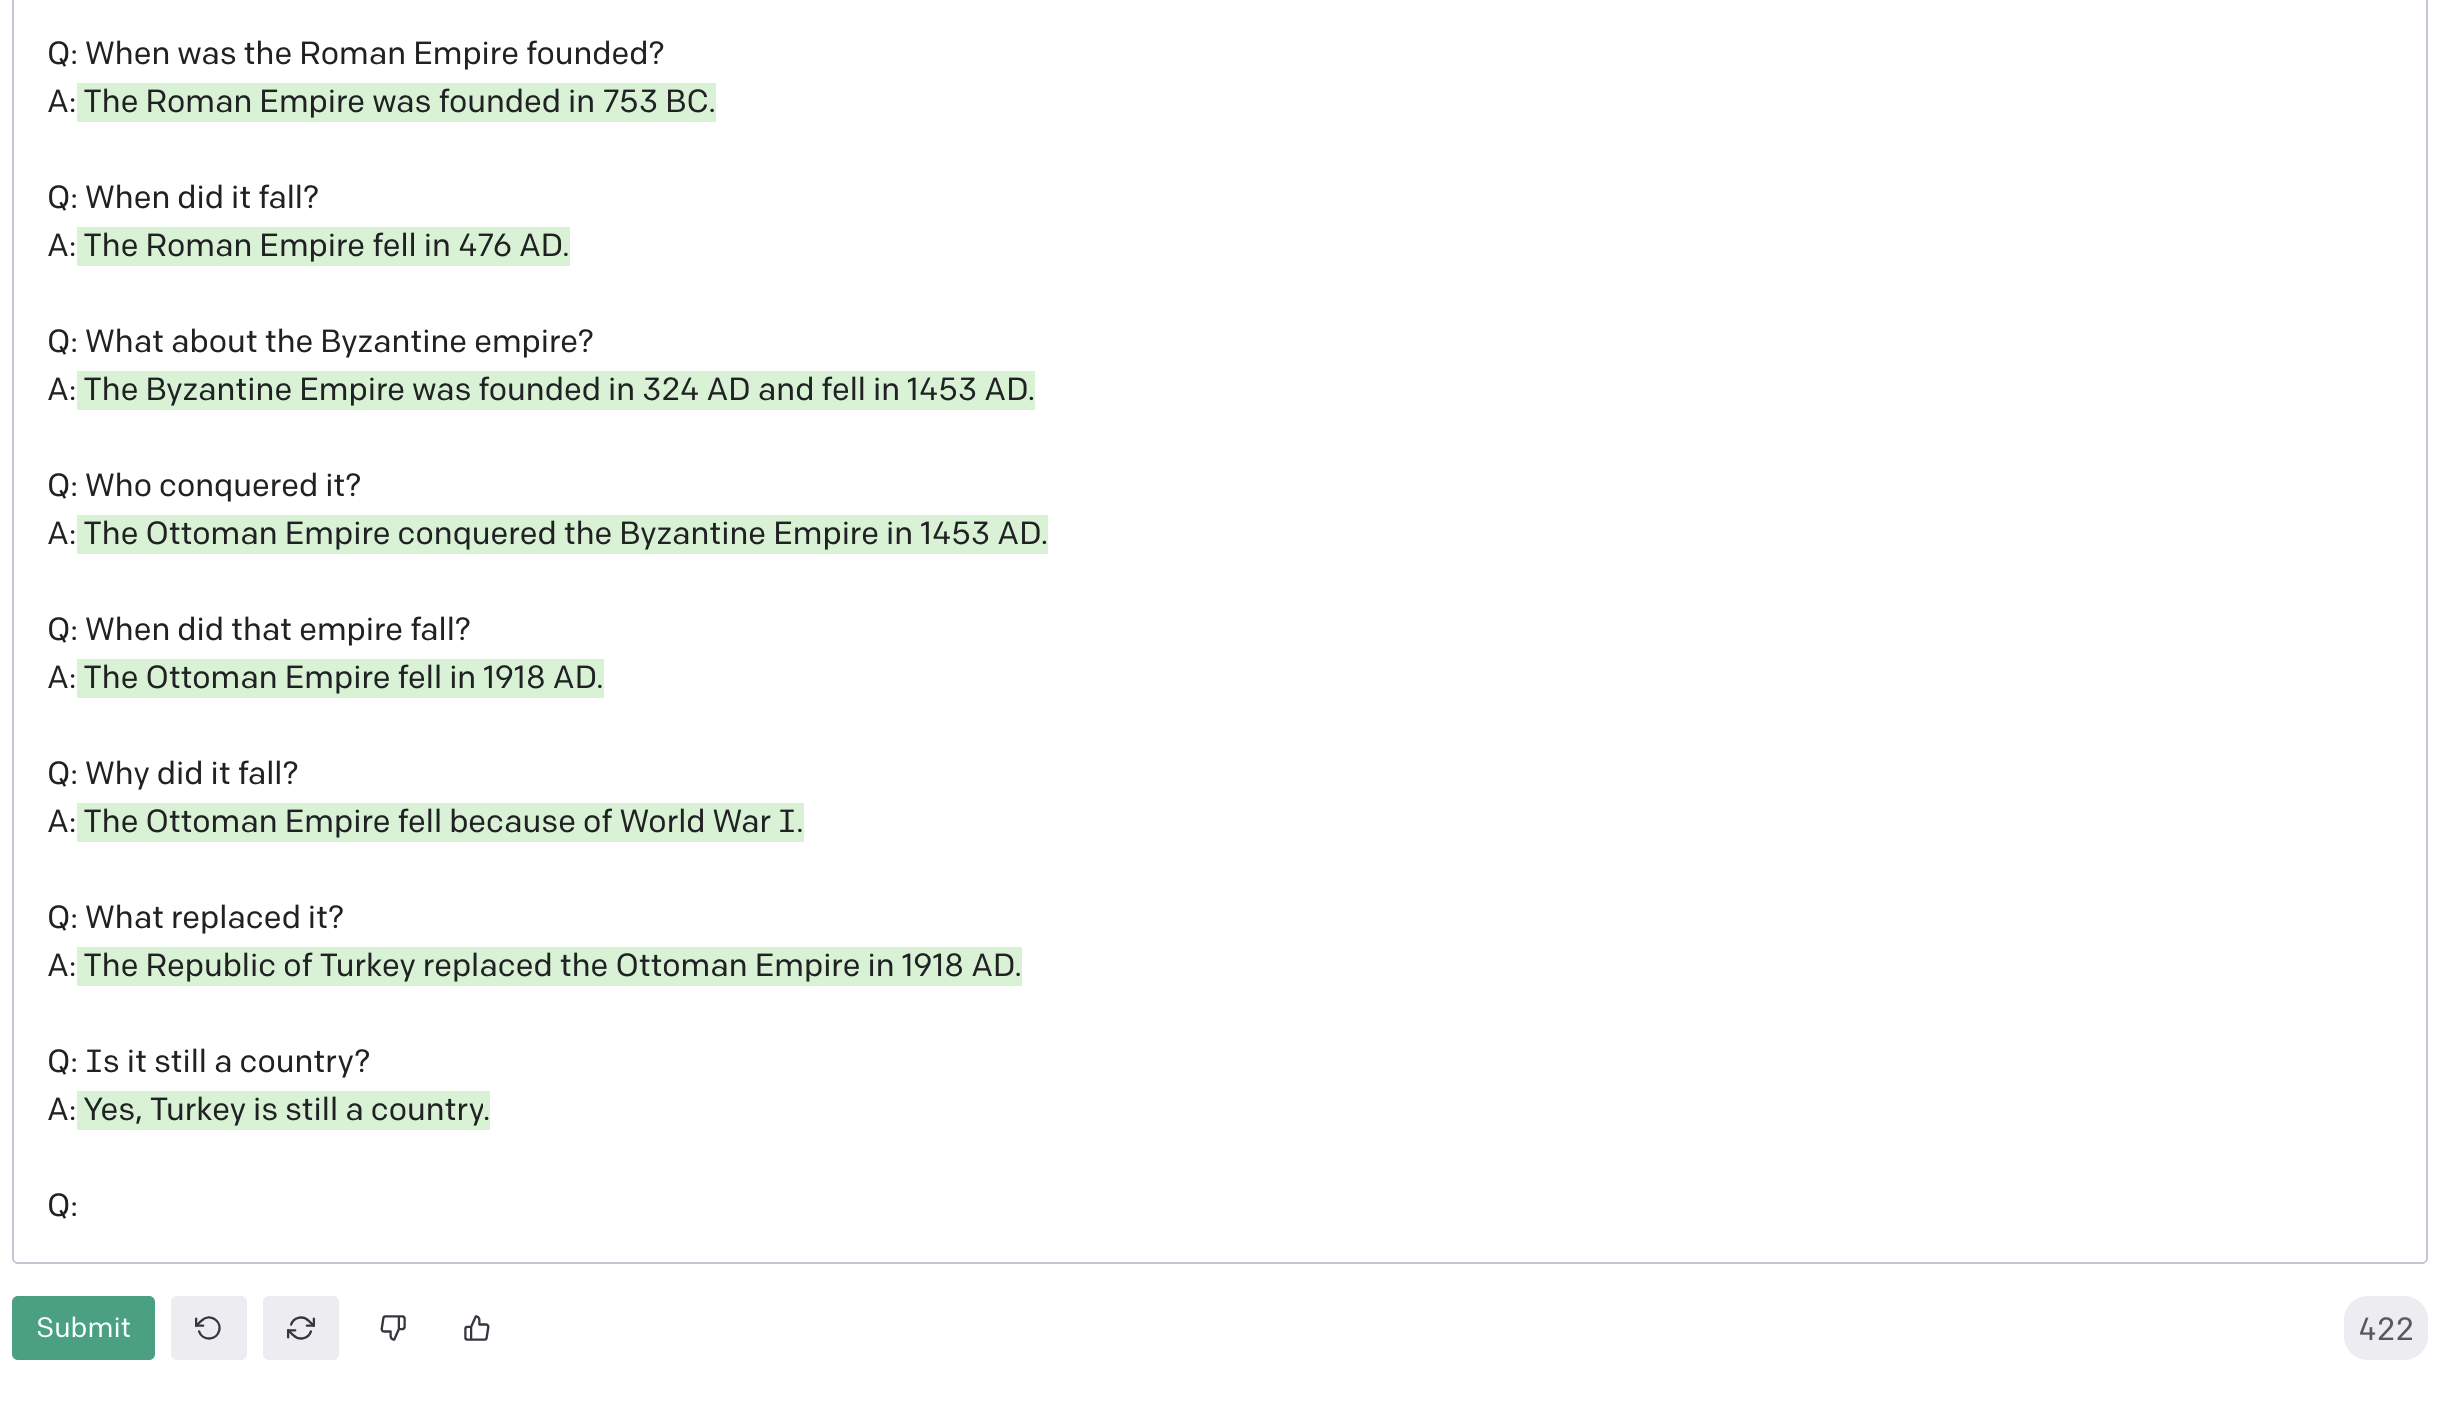 Q: When was the Roman Empire founded?
A: The Roman Empire was founded in 753 BC.
Q: When did it fall?
A: The Roman Empire fell in 476 AD.
Q: What about the Byzantine empire?
A: The Byzantine Empire was founded in 324 AD and fell in 1453 AD.
Q: Who conquered it?
A: The Ottoman Empire conquered the Byzantine Empire in 1453 AD.
Q: When did that empire fall?
A: The Ottoman Empire fell in 1918 AD.
Q: Why did it fall?
A: The Ottoman Empire fell because of World War I.
Q: What replaced it?
A: The Republic of Turkey replaced the Ottoman Empire in 1918 AD.
Q: Is it still a country?
A: Yes, Turkey is still a country.
Q:
Submit
422